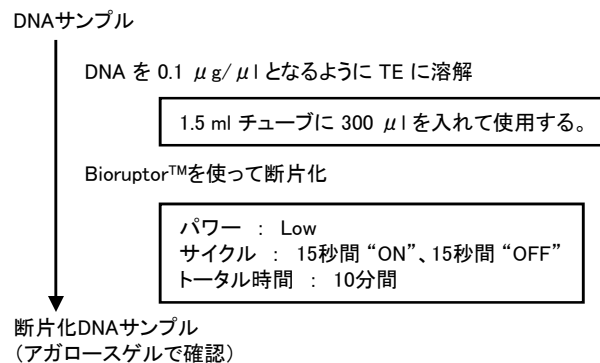 DNAサンプル
DNA を 0.1 μg/μl となるように TE に溶解
1.5 ml チューブに 300 μl を入れて使用する。
Bioruptor™を使って断片化
パワー : Low
サイクル : 15秒間 “ON”、15秒間 “OFF”
トータル時間 : 10分間
断片化DNAサンプル
(アガロースゲルで確認)